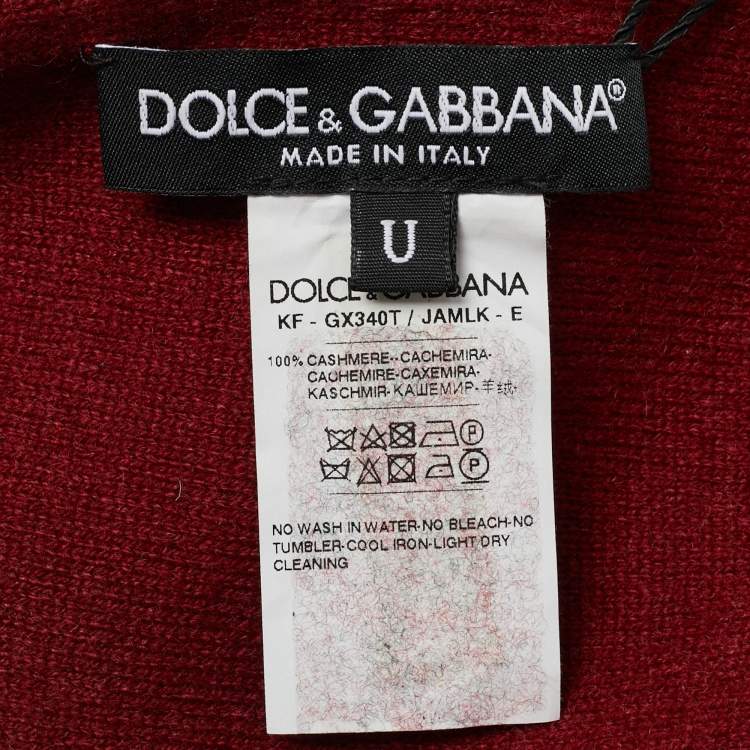 DOLCE & GABBANA®
MADE IN ITALY
U
DOLCE & GABBANA
KF - GX340T / JAMLK - E
100% CASHMERE--CACHEMIRA-
CACHEMIRE-CAXEMIRA-
KASCHMIR-КАШЕМИР-羊绒-
P
P
NO WASH IN WATER-NO BLEACH-NO
TUMBLER-COOL IRON-LIGHT DRY
CLEANING